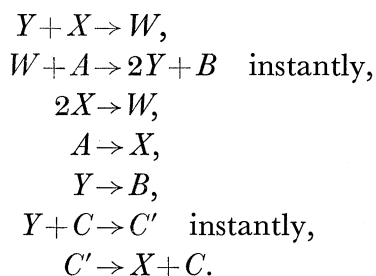 Y+X→W,
W+A→2Y+B instantly,
2X→W,
A→X,
Y→B,
Y+C→C′ instantly,
C′→X+C.